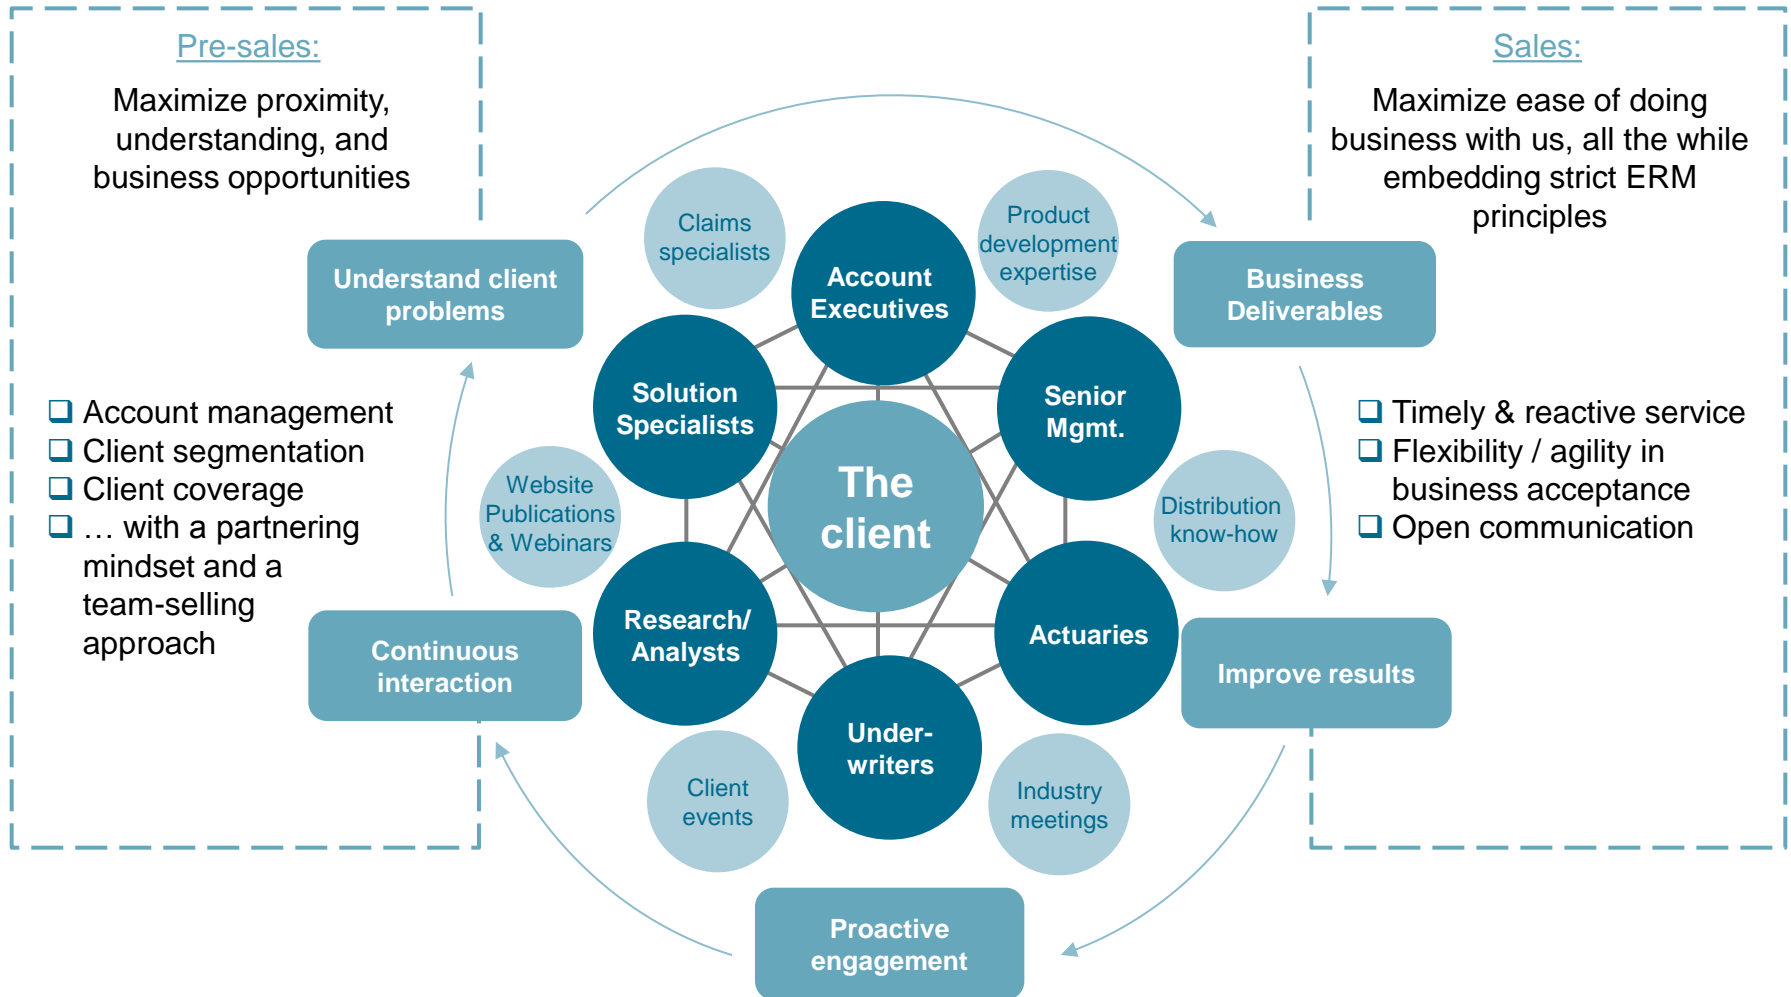 Pre-sales:
Maximize proximity,
understanding, and
business opportunities
Sales:
Maximize ease of doing
business with us, all the while
embedding strict ERM
principles
Understand client
problems
Claims
specialists
Account
Executives
Product
development
expertise
Business
Deliverables
Solution
Specialists
Senior
Mgmt.
❑ Account management
❑ Client segmentation
❑ Client coverage
❑ … with a partnering
mindset and a
team-selling
approach
Website
Publications
& Webinars
The
client
Distribution
know-how
❑ Timely & reactive service
❑ Flexibility / agility in
business acceptance
❑ Open communication
Continuous
interaction
Research/
Analysts
Actuaries
Improve results
Under-
writers
Client
events
Industry
meetings
Proactive
engagement